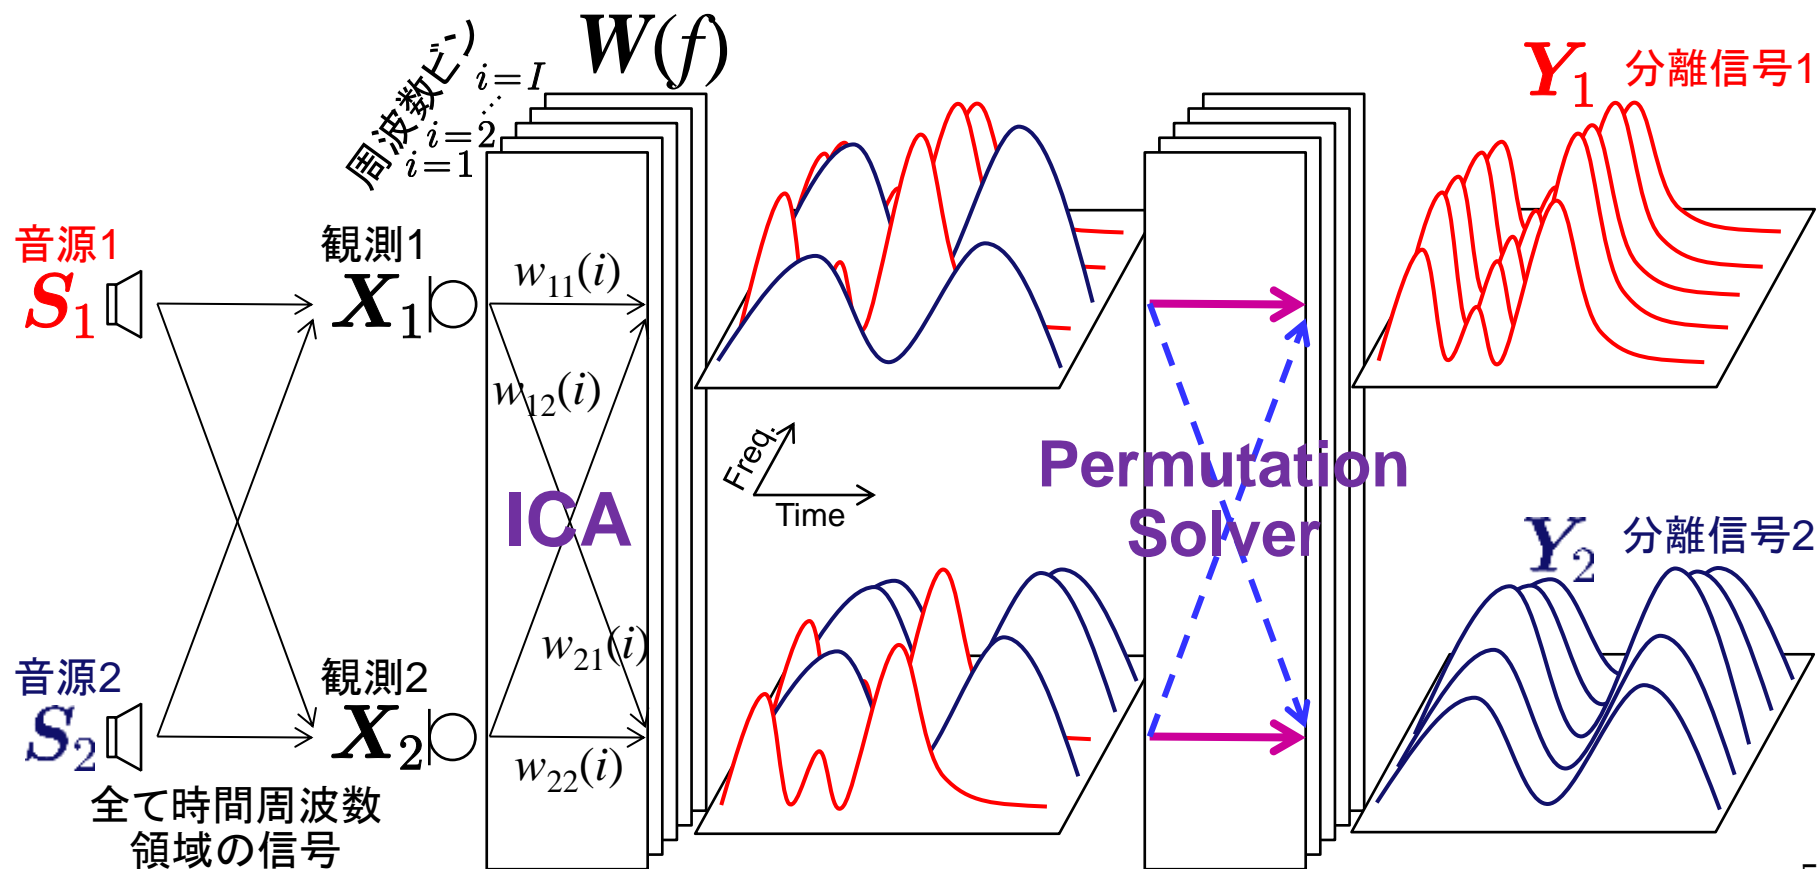 W(f)
周波数ビン
i=I
⋰
i=2
i=1
Y1 分離信号1
音源1
S1
観測1
X1
w11(i)
w12(i)
ICA
Freq.
Time
Permutation
Solver
Y2 分離信号2
音源2
S2
観測2
X2
w21(i)
w22(i)
全て時間周波数
領域の信号
5